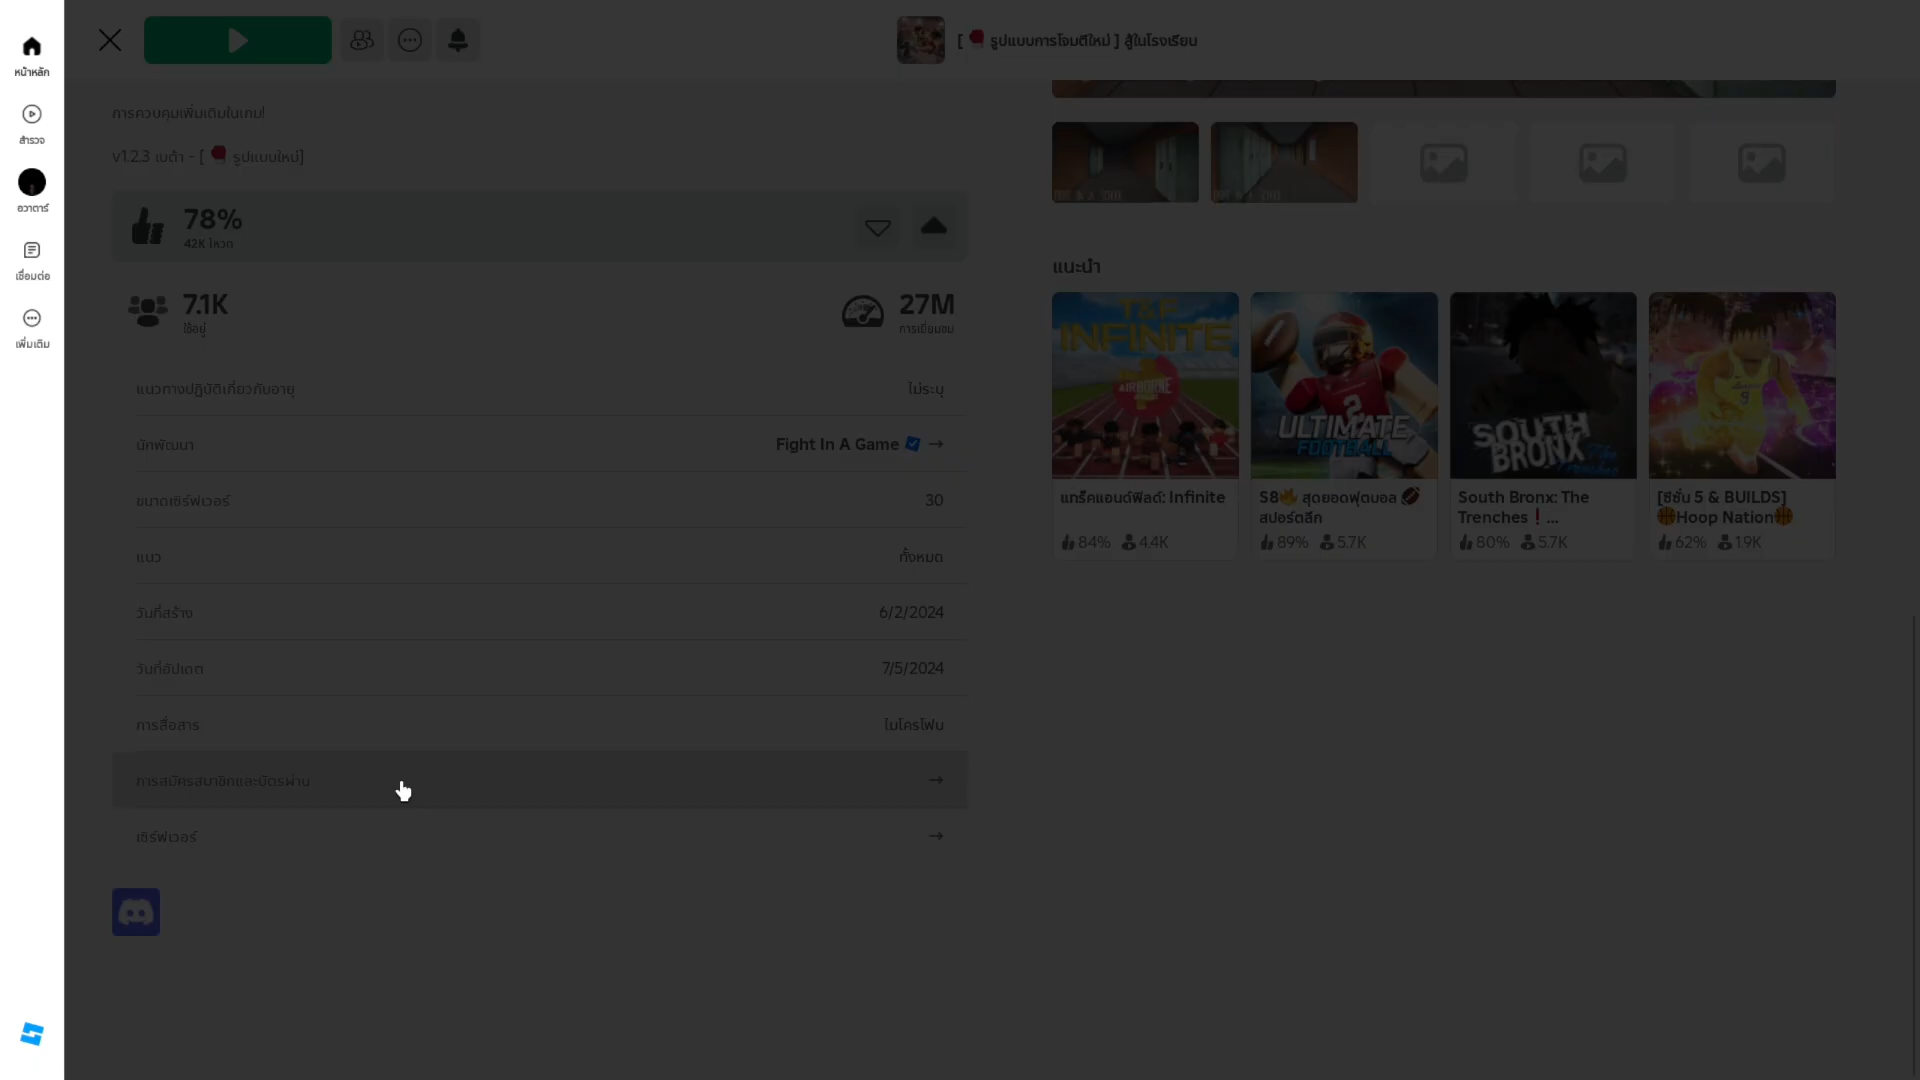 หน้าหลัก
สำรวจ
อวาตาร์
เชื่อมต่อ
เพิ่มเติม
[ 🥊 รูปแบบการโจมตีใหม่ ] สู้ในโรงเรียน
การควบคุมเพิ่มเติมในเกม!
v1.2.3 เบต้า - [ 🥊 รูปแบบใหม่]
78%
42K โหวต
7.1K
ใช้อยู่
27M
การเยี่ยมชม
แนวทางปฏิบัติเกี่ยวกับอายุ
ไม่ระบุ
นักพัฒนา
Fight In A Game
ขนาดเซิร์ฟเวอร์
30
แนว
ทั้งหมด
วันที่สร้าง
6/2/2024
วันที่อัปเดต
7/5/2024
การสื่อสาร
ไมโครโฟน
การสมัครสมาชิกและบัตรผ่าน
เซิร์ฟเวอร์
แนะนำ
T&F
INFINITE
AIRBORNE
2
ULTIMATE
FOOTBALL
SOUTH
BRONX
The
Trenches
9
แทร็คแอนด์ฟิลด์: Infinite
84% 4.4K
S8🔥 สุดยอดฟุตบอล 🏈
สปอร์ตลีก
89% 5.7K
South Bronx: The
Trenches❗...
80% 5.7K
[ซีซั่น 5 & BUILDS]
🏀Hoop Nation🏀
62% 1.9K